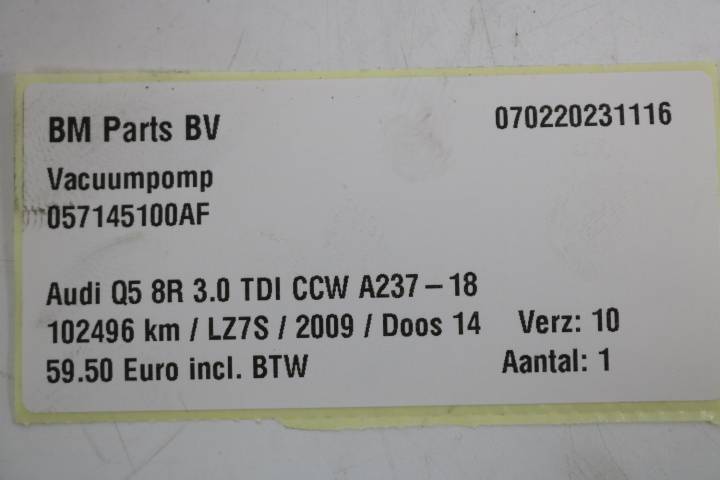 BM Parts BV 070220231116
Vacuumpomp
057145100AF
Audi Q5 8R 3.0 TDI CCW A237-18
102496 km / LZ7S / 2009 / Doos 14 Verz: 10
59.50 Euro incl. BTW Aantal: 1